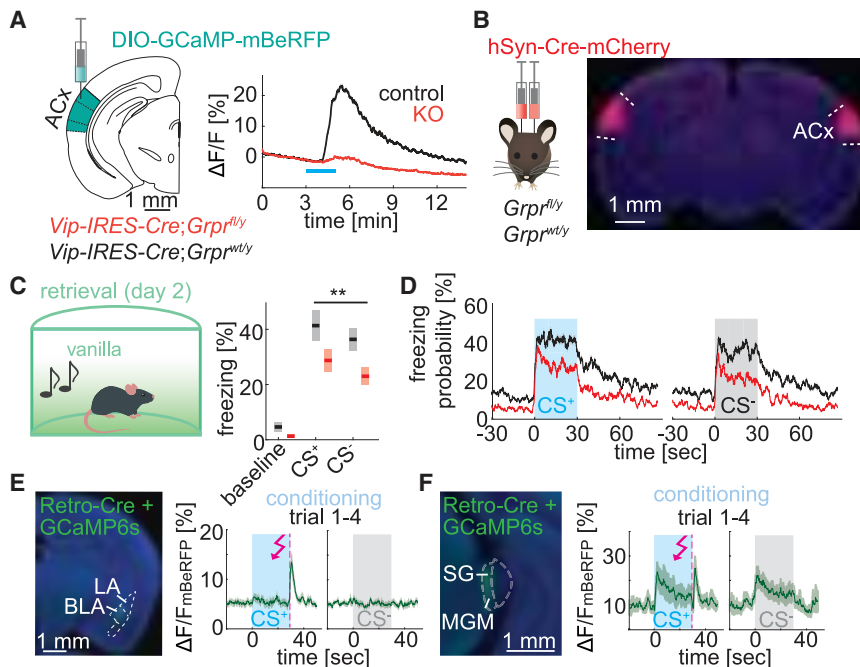 A
DIO-GCaMP-mBeRFP
ACx
1 mm
Vip-IRES-Cre;Grpr^fl/y
Vip-IRES-Cre;Grpr^wt/y
ΔF/F [%]
20
10
0
control
KO
0 3 6 9 12
time [min]
B
hSyn-Cre-mCherry
Grpr^fl/y
Grpr^wt/y
ACx
1 mm
C
retrieval (day 2)
vanilla
freezing [%]
40
20
0
**
baseline
CS+
CS-
D
freezing
probability [%]
60
40
20
0
CS+
CS-
-30 0 30 60
-30 0 30 60
time [sec]
E
Retro-Cre +
GCaMP6s
LA
BLA
1 mm
conditioning
trial 1-4
ΔF/FmBeRFP [%]
20
10
0
CS+
CS-
0 40
0 40
time [sec]
F
Retro-Cre +
GCaMP6s
SG
MGM
1 mm
conditioning
trial 1-4
ΔF/FmBeRFP [%]
30
10
CS+
CS-
0 40
0 40
time [sec]